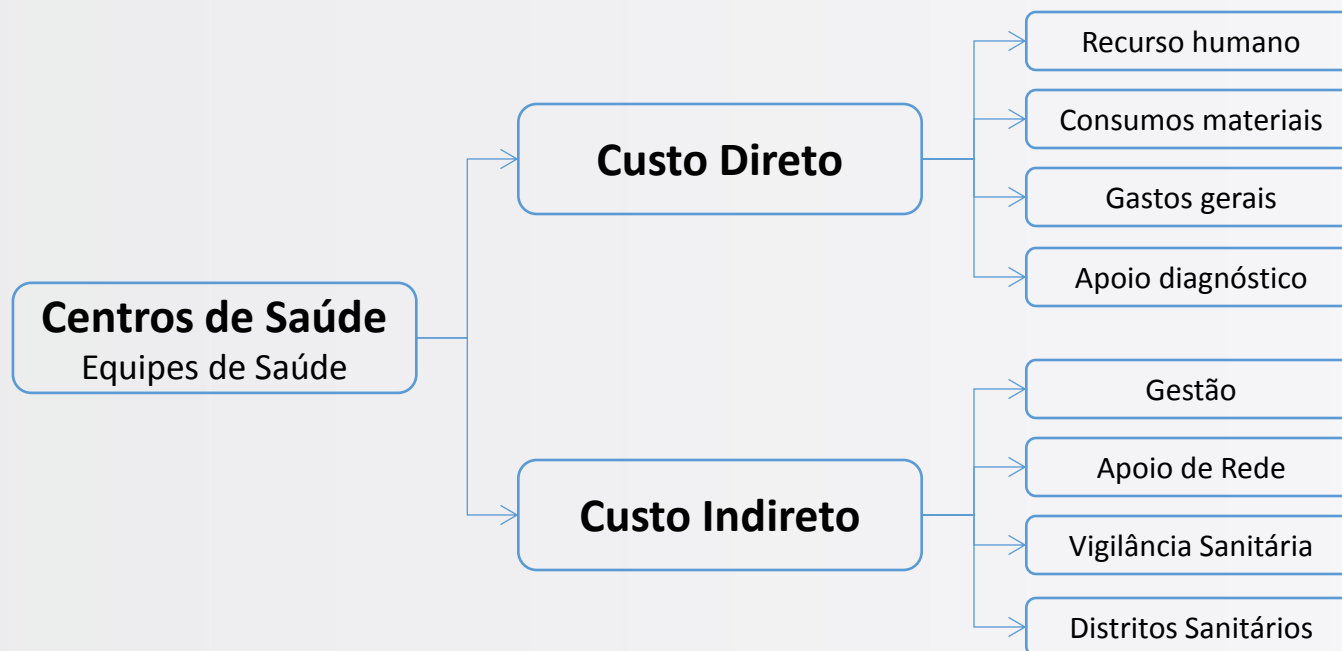 Centros de Saúde
Equipes de Saúde
Custo Direto
Recurso humano
Consumos materiais
Gastos gerais
Apoio diagnóstico
Custo Indireto
Gestão
Apoio de Rede
Vigilância Sanitária
Distritos Sanitários